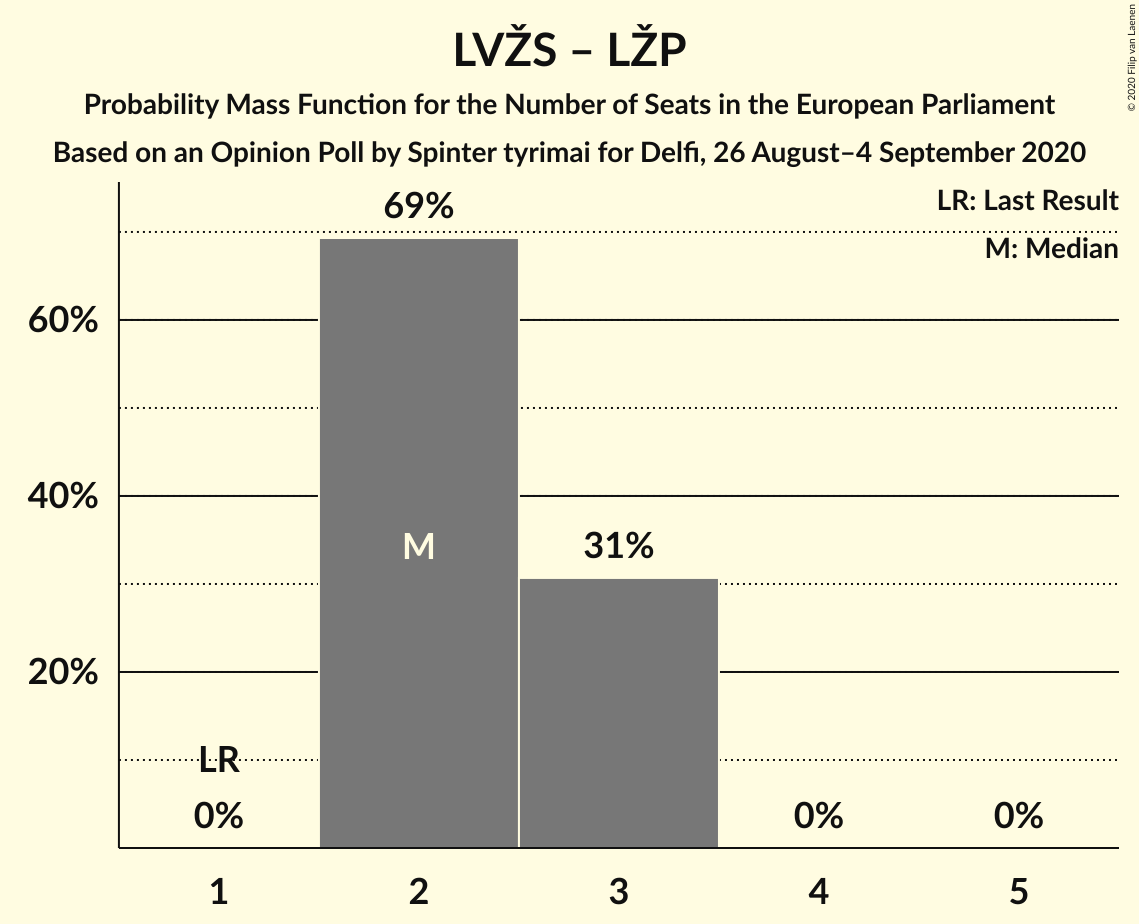 LVŽS – LŽP
Probability Mass Function for the Number of Seats in the European Parliament
Based on an Opinion Poll by Spinter tyrimai for Delfi, 26 August–4 September 2020
© 2020 Filip van Laenen
LR: Last Result
M: Median
69%
60%
40%
M
31%
20%
LR
0%
0%
0%
1
2
3
4
5